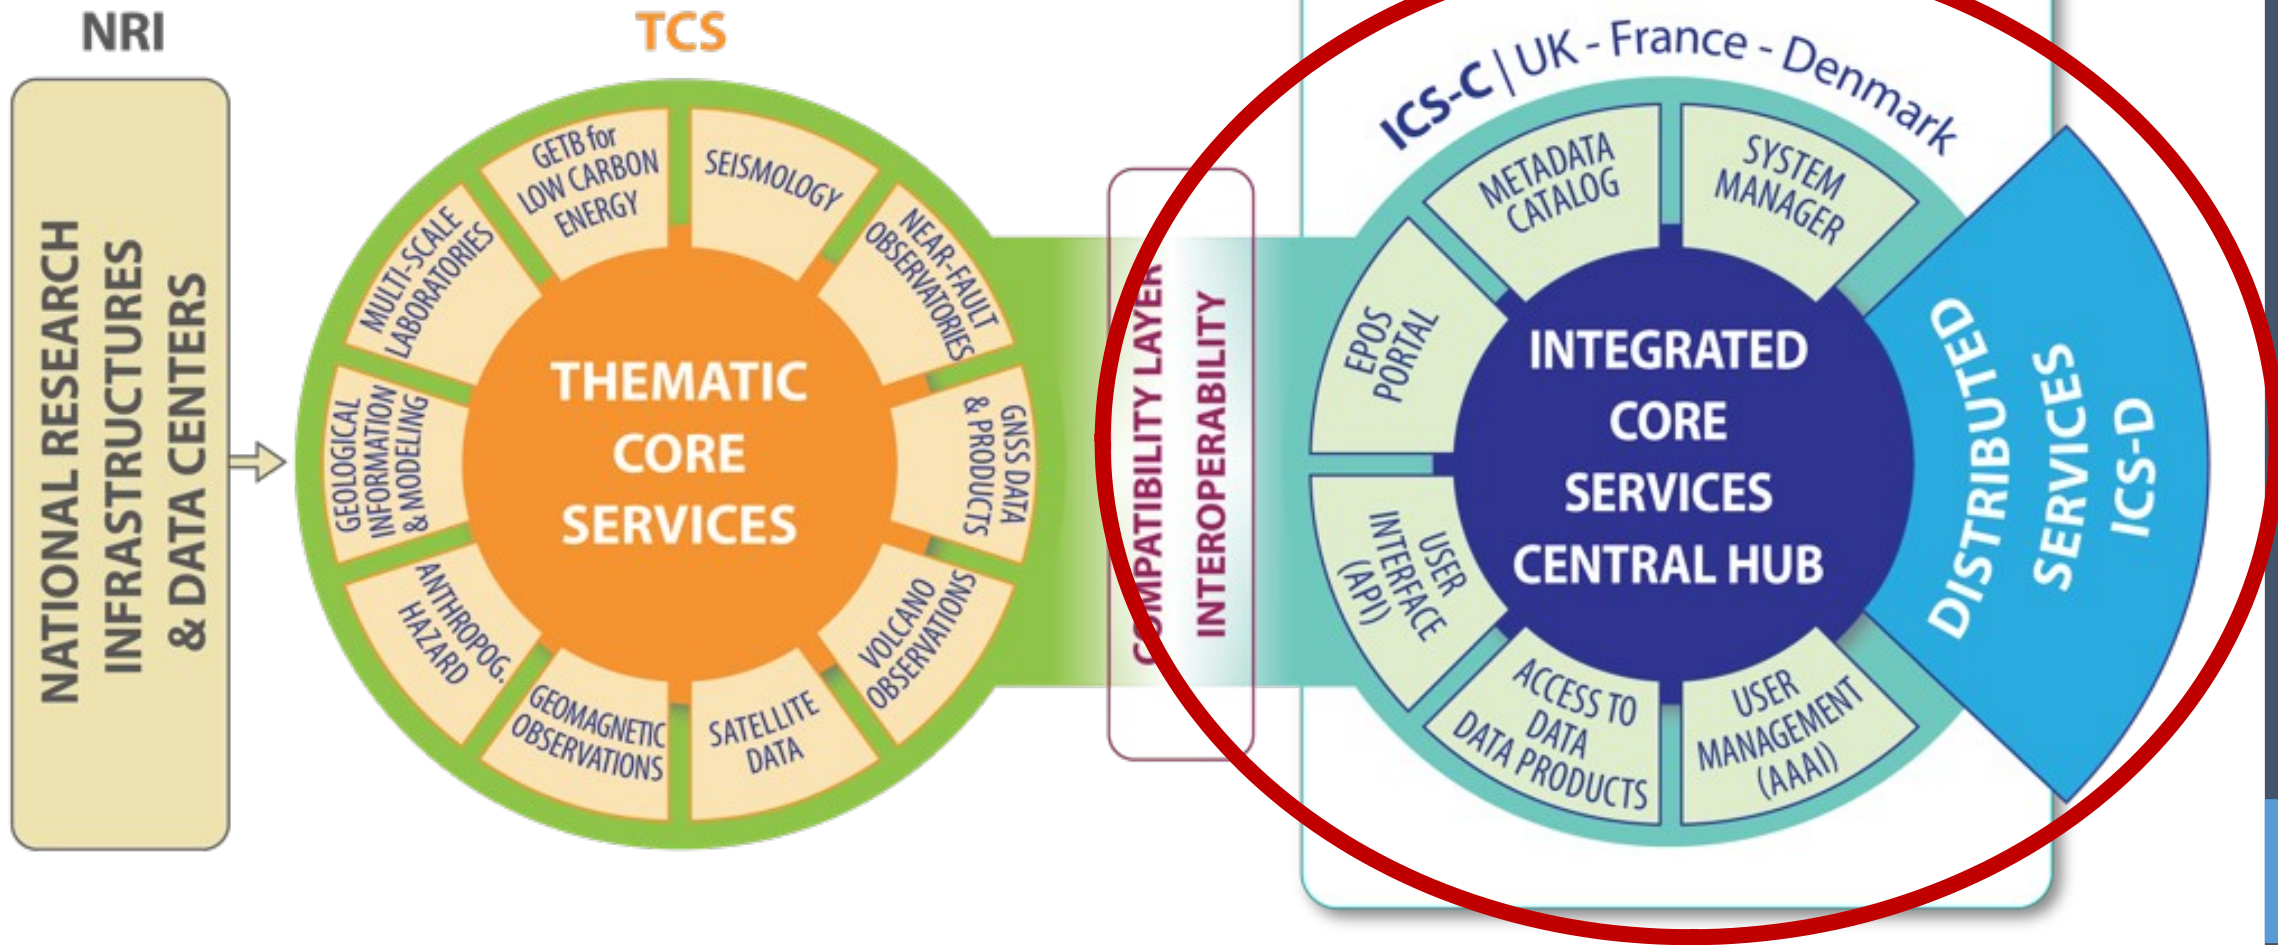 NRI
NATIONAL RESEARCH
INFRASTRUCTURES
& DATA CENTERS
TCS
THEMATIC
CORE
SERVICES
SEISMOLOGY
NEAR-FAULT
OBSERVATORIES
GNSS DATA
& PRODUCTS
VOLCANO
OBSERVATIONS
SATELLITE
DATA
GEOMAGNETIC
OBSERVATIONS
ANTHROPOG.
HAZARD
GEOLOGICAL
INFORMATION
& MODELING
MULTI-SCALE
LABORATORIES
GETB for
LOW CARBON
ENERGY
COMPATIBILITY LAYER
INTEROPERABILITY
ICS-C | UK - France - Denmark
INTEGRATED
CORE
SERVICES
CENTRAL HUB
METADATA
CATALOG
SYSTEM
MANAGER
EPOS
PORTAL
USER
INTERFACE
(API)
ACCESS TO
DATA
DATA PRODUCTS
USER
MANAGEMENT
(AAAI)
DISTRIBUTED
SERVICES
ICS-D